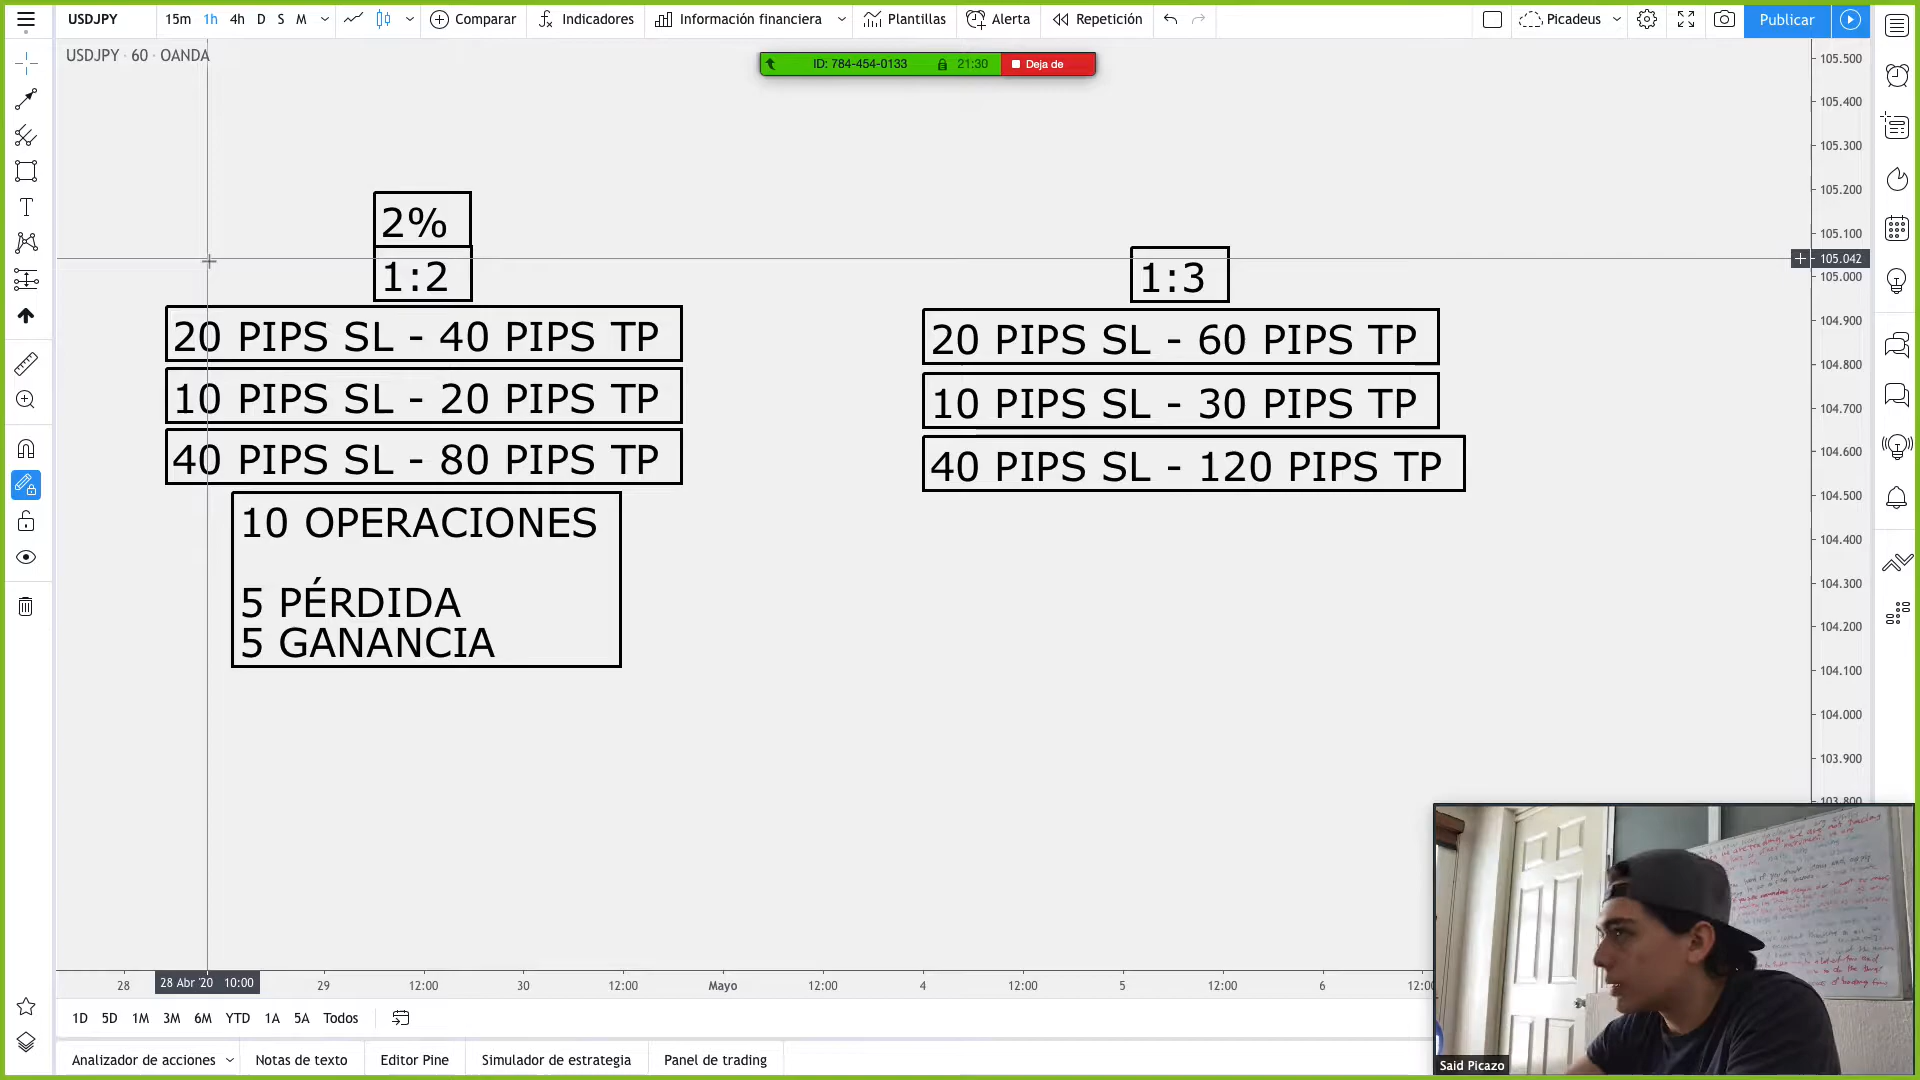 USDJPY 15m 1h 4h D S M Comparar Indicadores Información financiera Plantillas Alerta Repetición Picadeus Publicar
USDJPY · 60 · OANDA
ID: 784-454-0133 21:30 Deja de
2%
1:2
20 PIPS SL - 40 PIPS TP
10 PIPS SL - 20 PIPS TP
40 PIPS SL - 80 PIPS TP
10 OPERACIONES
5 PÉRDIDA
5 GANANCIA
1:3
20 PIPS SL - 60 PIPS TP
10 PIPS SL - 30 PIPS TP
40 PIPS SL - 120 PIPS TP
105.500
105.400
105.300
105.200
105.100
105.042
105.000
104.900
104.800
104.700
104.600
104.500
104.400
104.300
104.200
104.100
104.000
103.900
103.800
28 28 Abr '20 10:00 29 12:00 30 12:00 Mayo 12:00 4 12:00 5 12:00 6 12:00
1D 5D 1M 3M 6M YTD 1A 5A Todos
Analizador de acciones Notas de texto Editor Pine Simulador de estrategia Panel de trading
Said Picazo